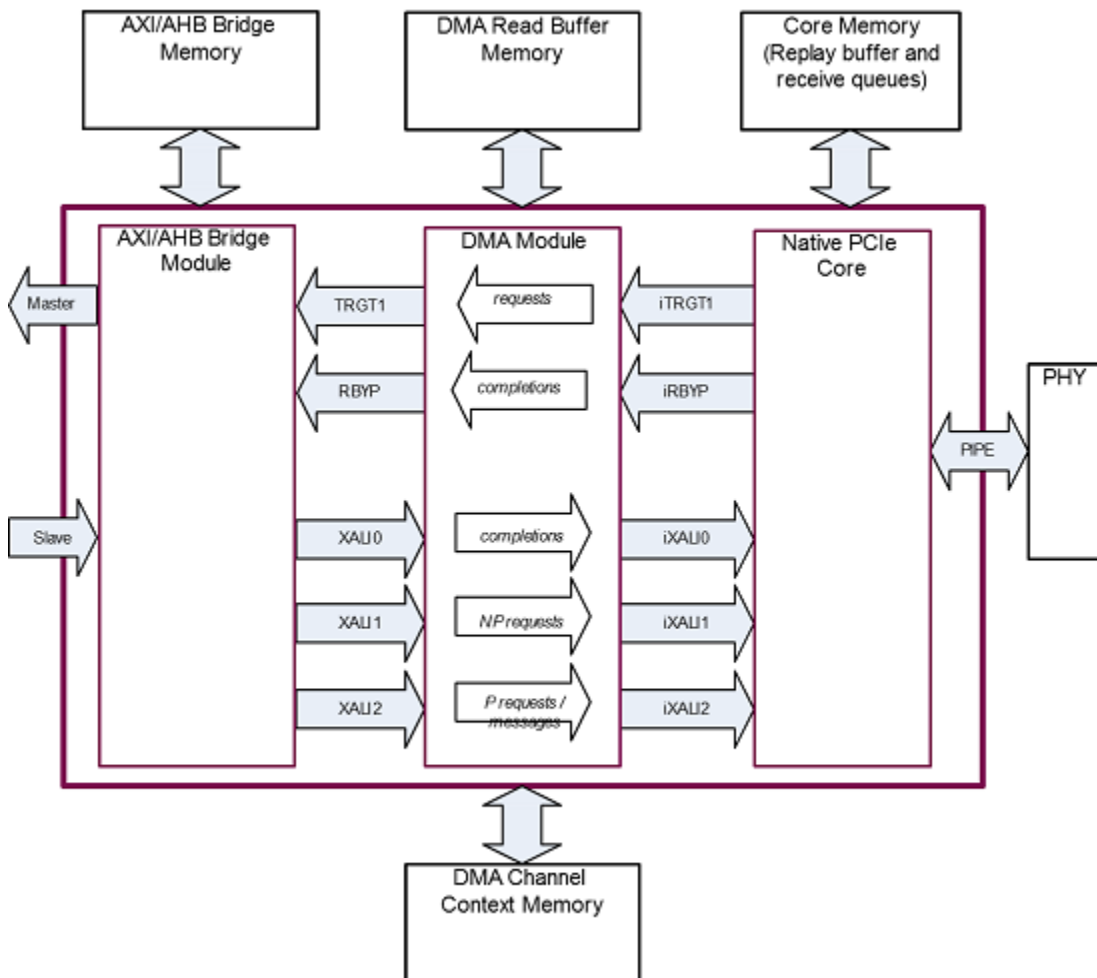 AXI/AHB Bridge
Memory
DMA Read Buffer
Memory
Core Memory
(Replay buffer and
receive queues)
AXI/AHB Bridge
Module
DMA Module
Native PCIe
Core
Master
TRGT1
requests
iTRGT1
RBYP
completions
iRBYP
PHY
PIPE
Slave
XALI0
completions
iXALI0
XALI1
NP requests
iXALI1
XALI2
P requests /
messages
iXALI2
DMA Channel
Context Memory